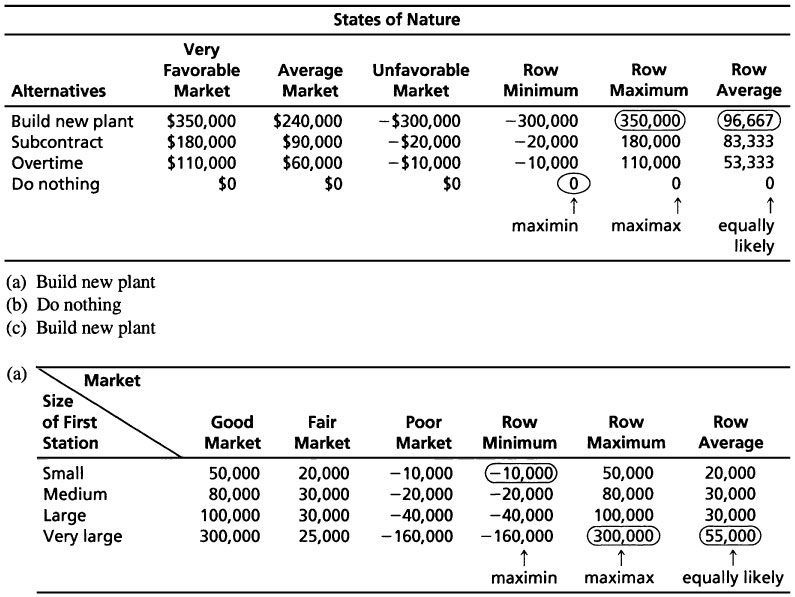 States of Nature
Very
Favorable Average Unfavorable Row Row Row
Alternatives Market Market Market Minimum Maximum Average
Build new plant $350,000 $240,000 −$300,000 −300,000 350,000 96,667
Subcontract $180,000 $90,000 −$20,000 −20,000 180,000 83,333
Overtime $110,000 $60,000 −$10,000 −10,000 110,000 53,333
Do nothing $0 $0 $0 0 0 0
↑ ↑ ↑
maximin maximax equally
likely
(a) Build new plant
(b) Do nothing
(c) Build new plant
(a) Market
Size
of First Good Fair Poor Row Row Row
Station Market Market Market Minimum Maximum Average
Small 50,000 20,000 −10,000 −10,000 50,000 20,000
Medium 80,000 30,000 −20,000 −20,000 80,000 30,000
Large 100,000 30,000 −40,000 −40,000 100,000 30,000
Very large 300,000 25,000 −160,000 −160,000 300,000 55,000
↑ ↑ ↑
maximin maximax equally likely